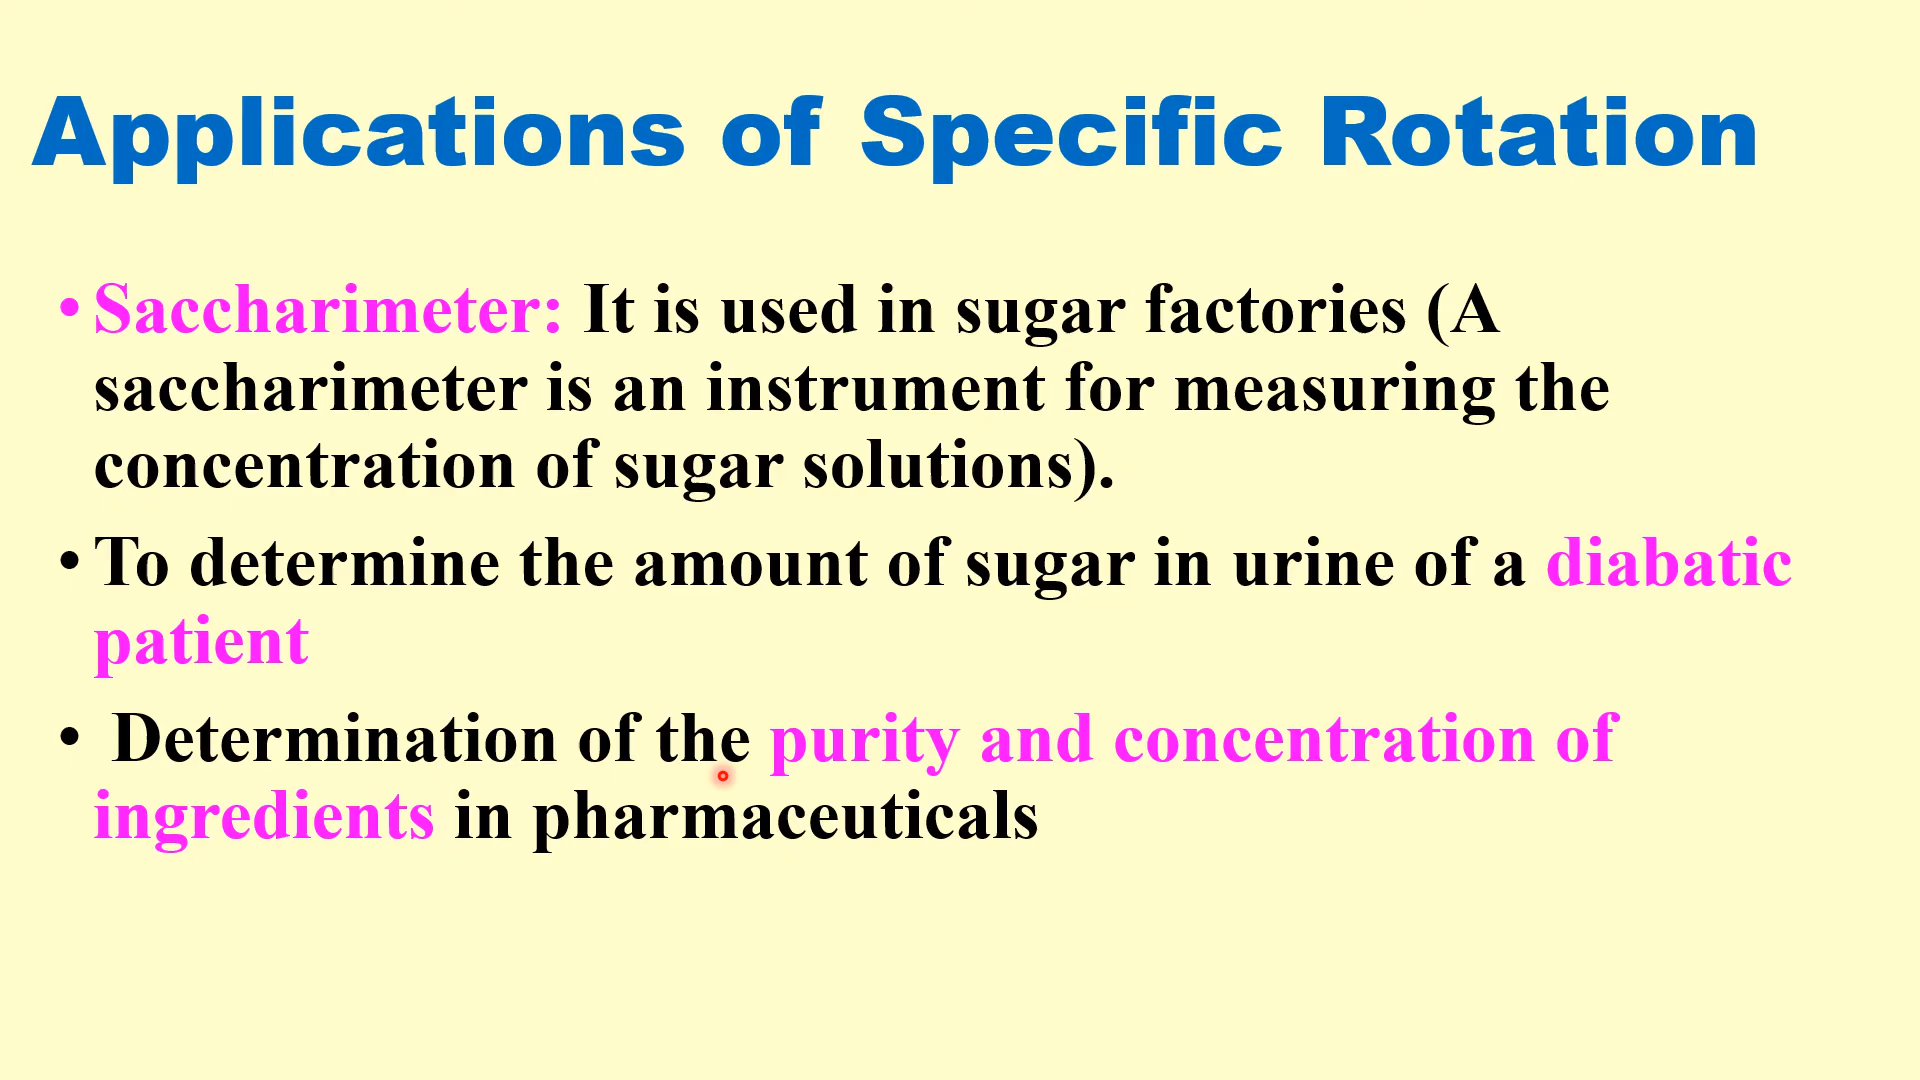 Applications of Specific Rotation
• Saccharimeter: It is used in sugar factories (A
saccharimeter is an instrument for measuring the
concentration of sugar solutions).
• To determine the amount of sugar in urine of a diabatic
patient
• Determination of the purity and concentration of
ingredients in pharmaceuticals